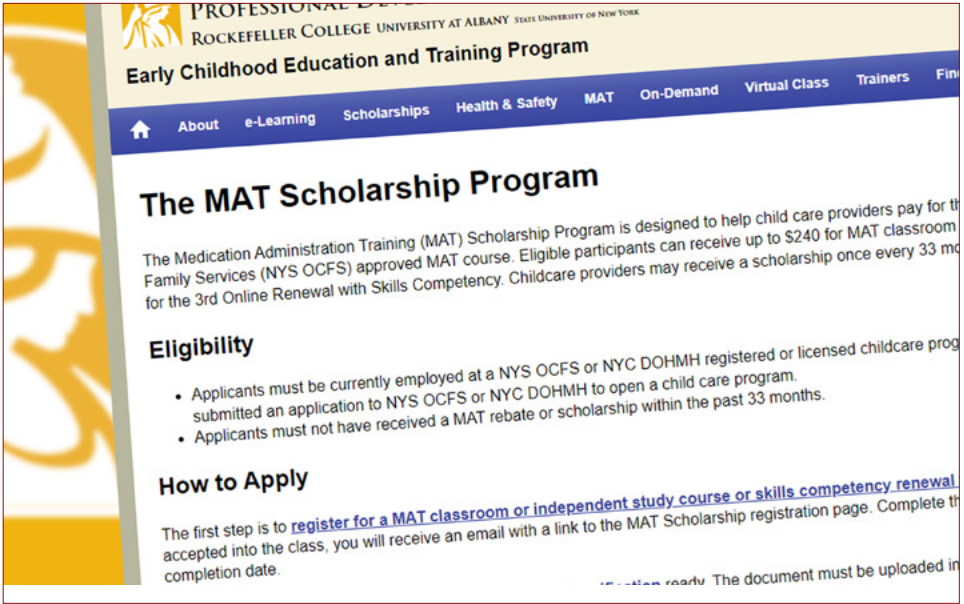 PROFESSIONAL
ROCKEFELLER COLLEGE UNIVERSITY AT ALBANY STATE UNIVERSITY OF NEW YORK
Early Childhood Education and Training Program
About e-Learning Scholarships Health & Safety MAT On-Demand Virtual Class Trainers
The MAT Scholarship Program
The Medication Administration Training (MAT) Scholarship Program is designed to help child care providers pay for
Family Services (NYS OCFS) approved MAT course. Eligible participants can receive up to $240 for MAT classroom
for the 3rd Online Renewal with Skills Competency. Childcare providers may receive a scholarship once every 33
Eligibility
• Applicants must be currently employed at a NYS OCFS or NYC DOHMH registered or licensed childcare
submitted an application to NYS OCFS or NYC DOHMH to open a child care program.
• Applicants must not have received a MAT rebate or scholarship within the past 33 months.
How to Apply
The first step is to register for a MAT classroom or independent study course or skills competency renewal
accepted into the class, you will receive an email with a link to the MAT Scholarship registration page. Complete
completion date.
ready. The document must be uploaded in